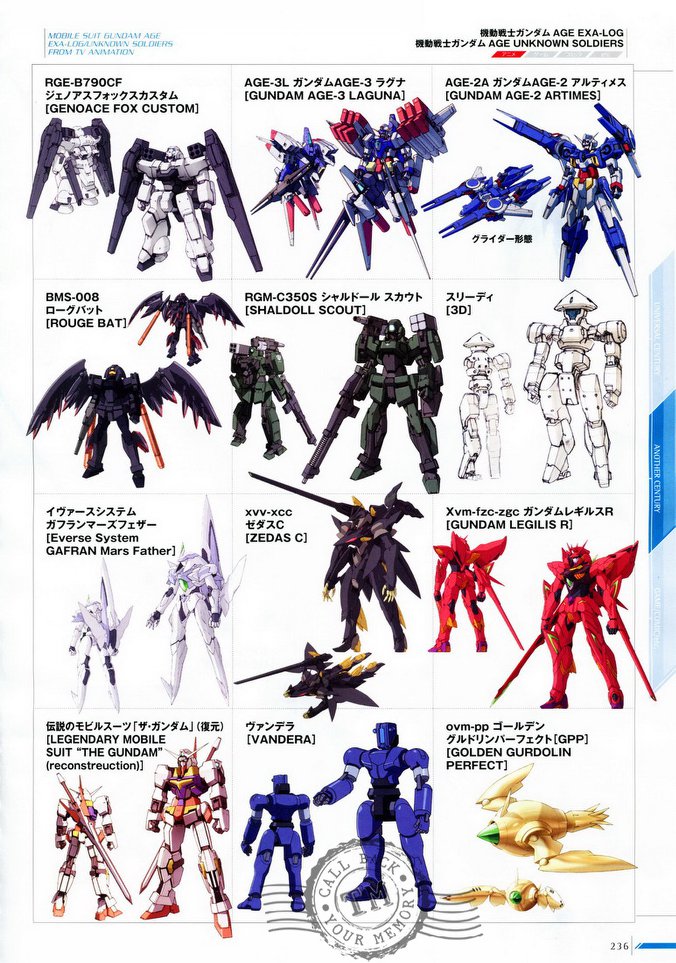 MOBILE SUIT GUNDAM AGE
EXA-LOG/UNKNOWN SOLDIERS
FROM TV ANIMATION
機動戦士ガンダム AGE EXA-LOG
機動戦士ガンダム AGE UNKNOWN SOLDIERS
アニメ
RGE-B790CF
ジェノアスフォックスカスタム
[GENOACE FOX CUSTOM]
AGE-3L ガンダムAGE-3 ラグナ
[GUNDAM AGE-3 LAGUNA]
AGE-2A ガンダムAGE-2 アルティメス
[GUNDAM AGE-2 ARTIMES]
グライダー形態
BMS-008
ローグバット
[ROUGE BAT]
RGM-C350S シャルドール スカウト
[SHALDOLL SCOUT]
スリーディ
[3D]
イヴァースシステム
ガフランマーズフェザー
[Everse System
GAFRAN Mars Father]
xvv-xcc
ゼダスC
[ZEDAS C]
Xvm-fzc-zgc ガンダムレギルスR
[GUNDAM LEGILIS R]
伝説のモビルスーツ「ザ・ガンダム」(復元)
[LEGENDARY MOBILE
SUIT "THE GUNDAM"
(reconstreuction)]
ヴァンデラ
[VANDERA]
ovm-pp ゴールデン
グルドリンパーフェクト[GPP]
[GOLDEN GURDOLIN
PERFECT]
UNIVERSAL CENTURY
ANOTHER CENTURY
CALL BACK
TM
YOUR MEMORY
236